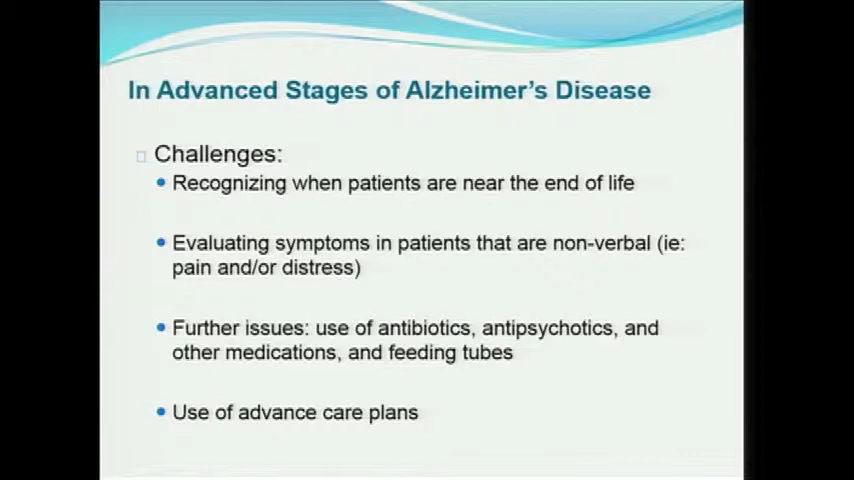 In Advanced Stages of Alzheimer's Disease
Challenges:
Recognizing when patients are near the end of life
Evaluating symptoms in patients that are non-verbal (ie:
pain and/or distress)
Further issues: use of antibiotics, antipsychotics, and
other medications, and feeding tubes
Use of advance care plans